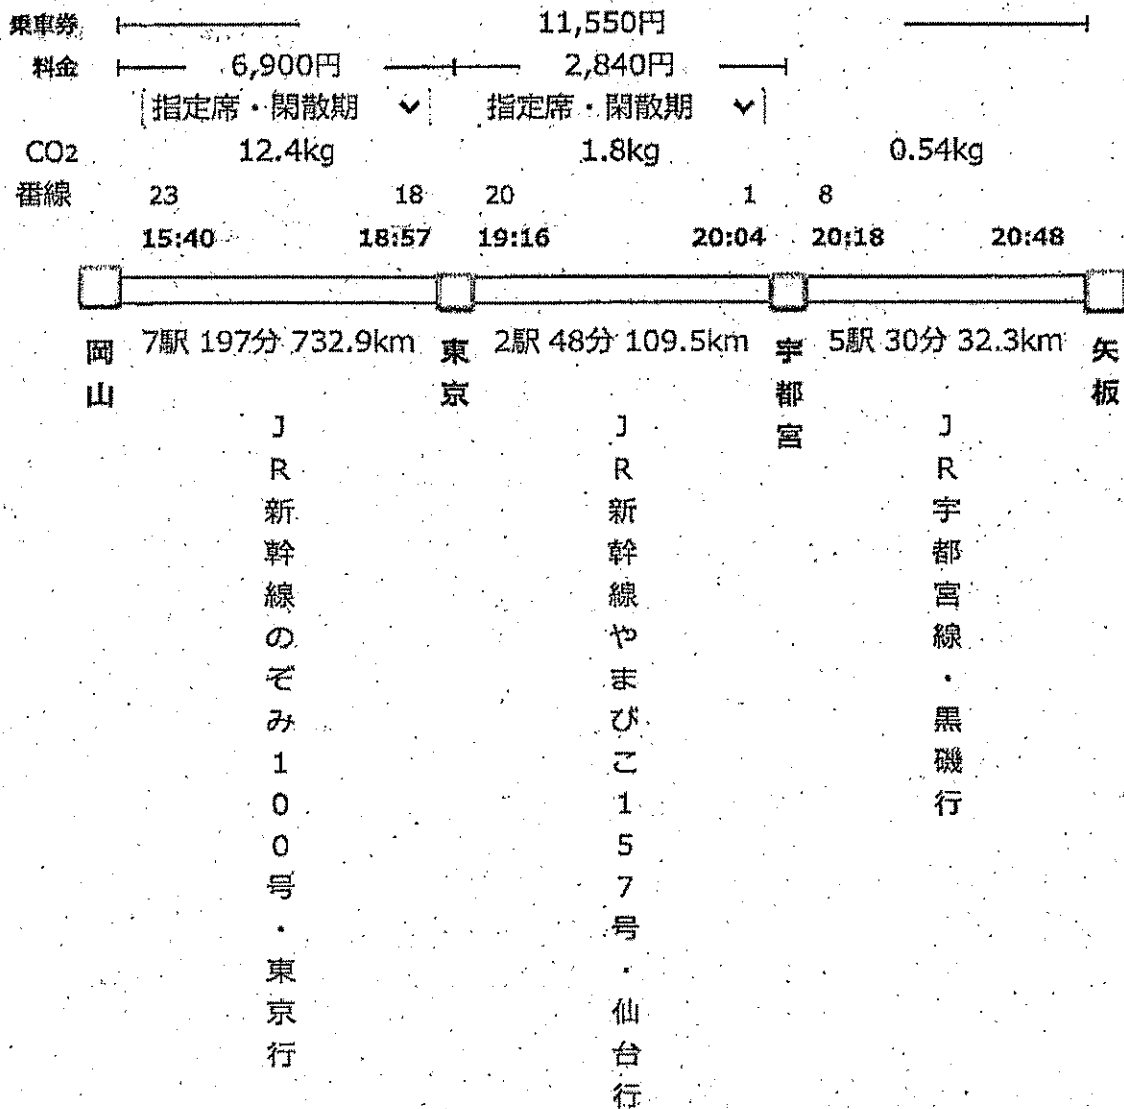 乗車券 11,550円
料金 6,900円 2,840円
指定席・閑散期 指定席・閑散期
CO2 12.4kg 1.8kg 0.54kg
番線 23 18 20 1 8
15:40 18:57 19:16 20:04 20:18 20:48
7駅 197分 732.9km 2駅 48分 109.5km 5駅 30分 32.3km
岡山
東京
宇都宮
矢板
JR新幹線のぞみ100号・東京行
JR新幹線やまびこ157号・仙台行
JR宇都宮線・黒磯行